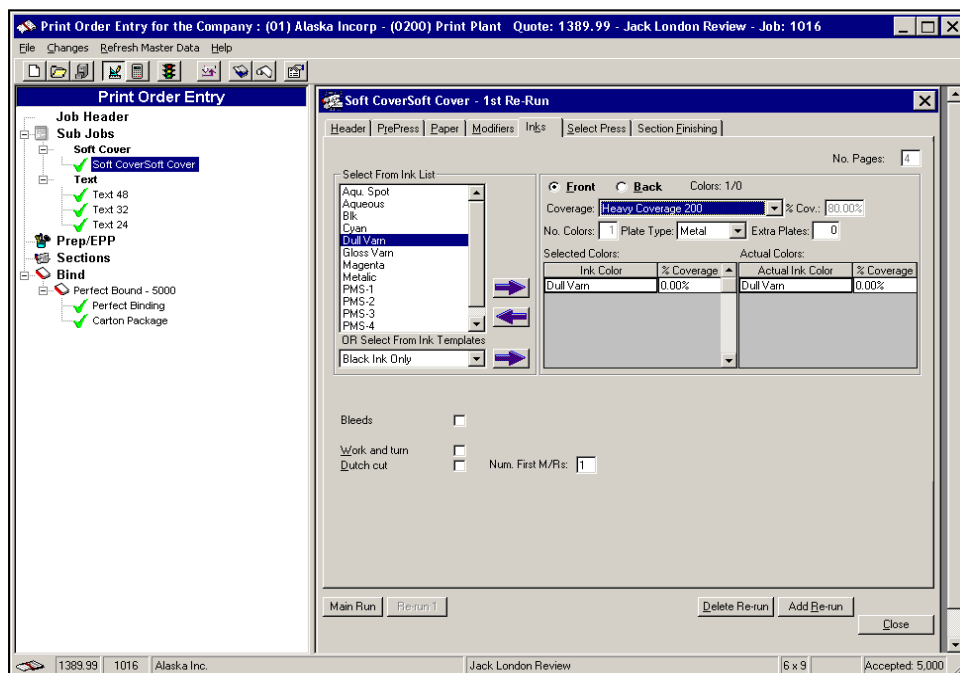 Print Order Entry for the Company : (01) Alaska Incorp - (0200) Print Plant   Quote: 1389.99 - Jack London Review - Job: 1016
File   Changes   Refresh Master Data   Help
Print Order Entry
Job Header
Sub Jobs
Soft Cover
Soft CoverSoft Cover
Text
Text 48
Text 32
Text 24
Prep/EPP
Sections
Bind
Perfect Bound - 5000
Perfect Binding
Carton Package
Soft CoverSoft Cover - 1st Re-Run
Header   PrePress   Paper   Modifiers   Inks   Select Press   Section Finishing
No. Pages: 4
Select From Ink List
Aqu. Spot
Aqueous
Blk
Cyan
Dull Varn
Gloss Varn
Magenta
Metalic
PMS-1
PMS-2
PMS-3
PMS-4
OR Select From Ink Templates
Black Ink Only
Front   Back   Colors: 1/0
Coverage: Heavy Coverage 200   % Cov.: 80.00%
No. Colors: 1   Plate Type: Metal   Extra Plates: 0
Selected Colors:   Actual Colors:
Ink Color   % Coverage   Actual Ink Color   % Coverage
Dull Varn   0.00%   Dull Varn   0.00%
Bleeds
Work and turn
Dutch cut   Num. First M/Rs: 1
Main Run   Re-run 1   Delete Re-run   Add Re-run
Close
1389.99   1016   Alaska Inc.   Jack London Review   6 x 9   Accepted: 5,000